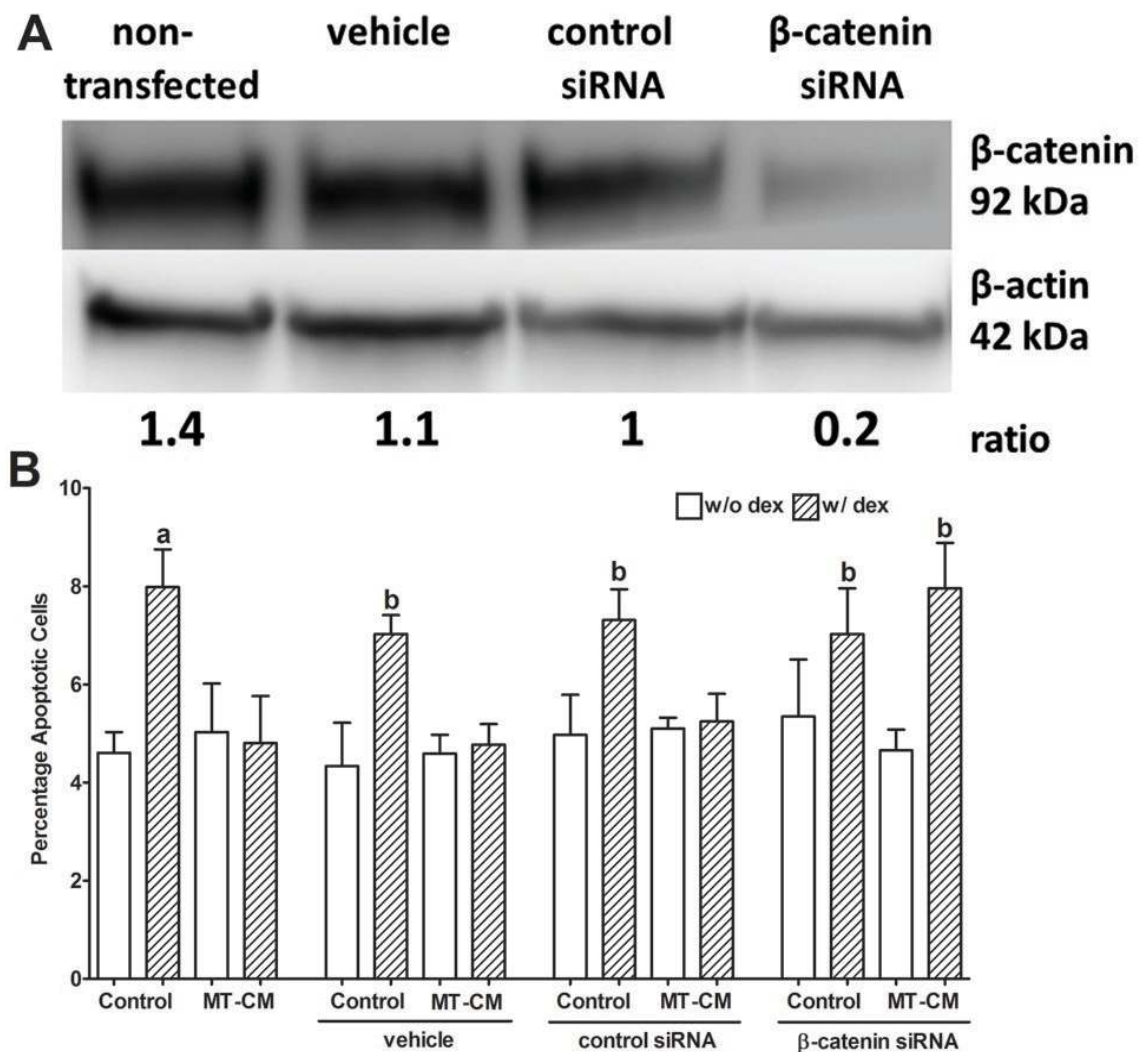 A
non-
transfected
vehicle
control
siRNA
β-catenin
siRNA
β-catenin
92 kDa
β-actin
42 kDa
1.4
1.1
1
0.2
ratio
B
Percentage Apoptotic Cells
10
8
6
4
2
0
w/o dex
w/ dex
a
b
b
b
b
Control
MT-CM
Control
MT-CM
Control
MT-CM
Control
MT-CM
vehicle
control siRNA
β-catenin siRNA